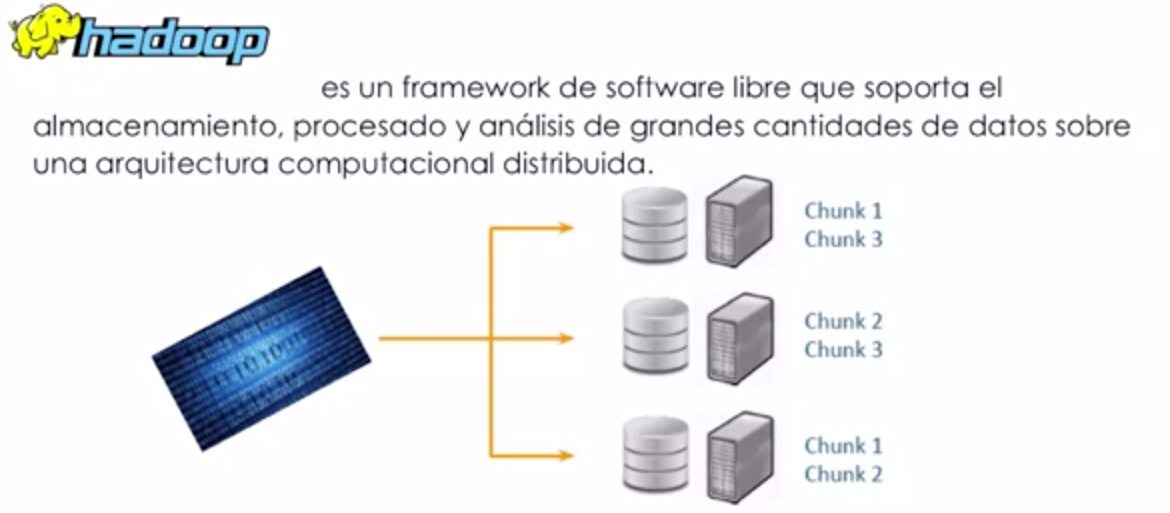 hadoop
es un framework de software libre que soporta el
almacenamiento, procesado y análisis de grandes cantidades de datos sobre
una arquitectura computacional distribuida.
Chunk 1
Chunk 3
Chunk 2
Chunk 3
Chunk 1
Chunk 2